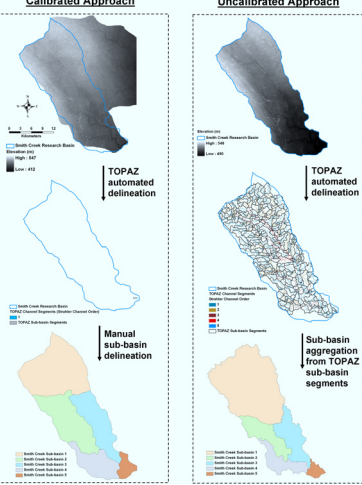 Calibrated Approach
Uncalibrated Approach
Kilometers
Smith Creek Research Basin
Elevation (m)
High : 547
Low : 412
Smith Creek Research Basin
Elevation (m)
TOPAZ
automated
delineation
TOPAZ
automated
delineation
Smith Creek Research Basin
TOPAZ Channel Segments (Strahler Channel Order)
1
TOPAZ Sub-basin Segments
Smith Creek Research Basin
TOPAZ Channel Segments
Strahler Channel Order
1
2
3
4
5
TOPAZ Sub-basin Segments
Manual
sub-basin
delineation
Sub-basin
aggregation
from TOPAZ
sub-basin
segments
Smith Creek Sub-basin 1
Smith Creek Sub-basin 2
Smith Creek Sub-basin 3
Smith Creek Sub-basin 4
Smith Creek Sub-basin 5
Smith Creek Sub-basin 1
Smith Creek Sub-basin 2
Smith Creek Sub-basin 3
Smith Creek Sub-basin 4
Smith Creek Sub-basin 5